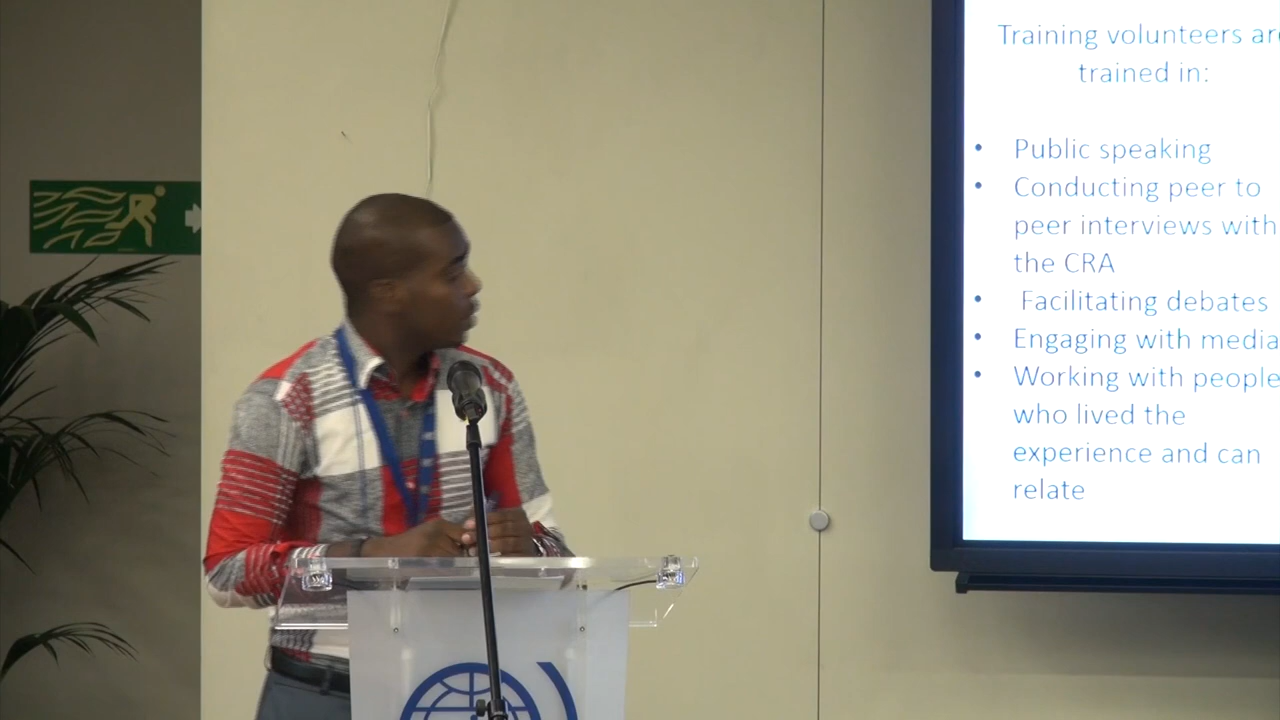 Training volunteers are
trained in:
• Public speaking
• Conducting peer to
peer interviews with
the CRA
• Facilitating debates
• Engaging with media
• Working with people
who lived the
experience and can
relate